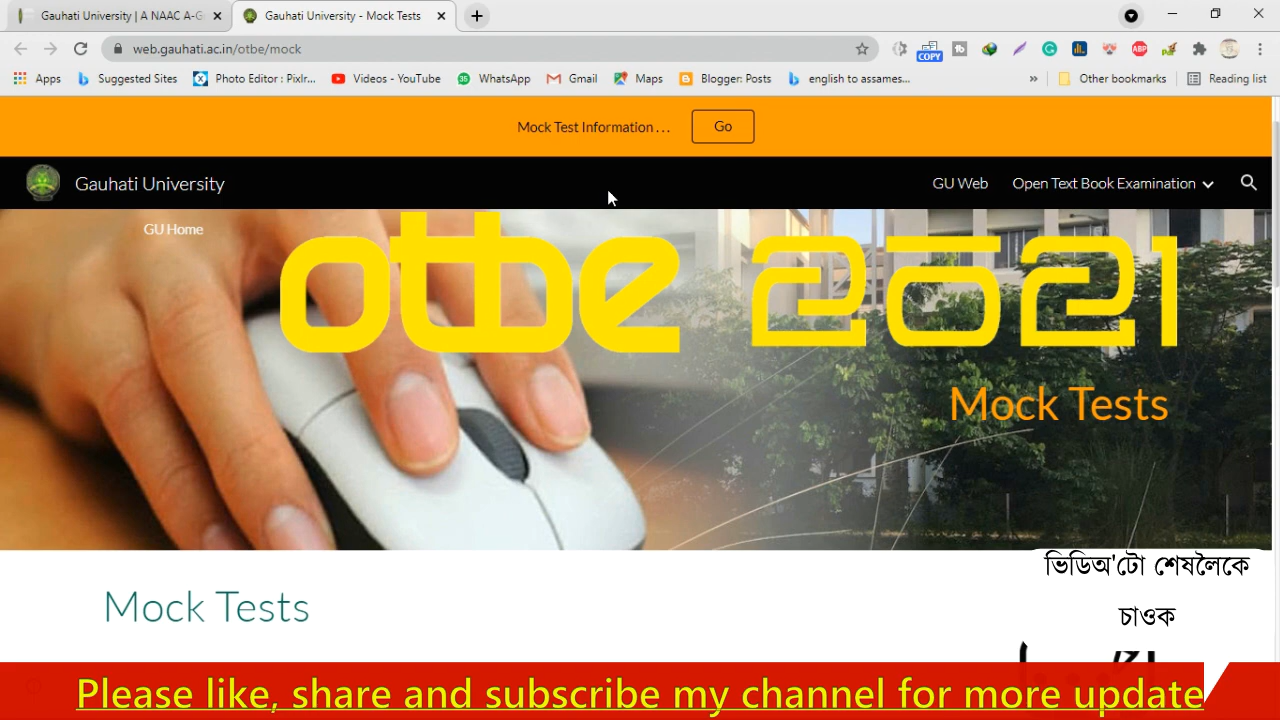 Gauhati University | A NAAC A-G
Gauhati University - Mock Tests
web.gauhati.ac.in/otbe/mock
COPY
ABP
Apps
Suggested Sites
Photo Editor : Pixlr...
Videos - YouTube
WhatsApp
Gmail
Maps
Blogger: Posts
english to assames...
»
Other bookmarks
Reading list
Mock Test Information . . .
Go
Gauhati University
GU Web
Open Text Book Examination
GU Home
otbe 2021
Mock Tests
Mock Tests
ভিডিঅ'টো শেষলৈকে
চাওক
Please like, share and subscribe my channel for more update